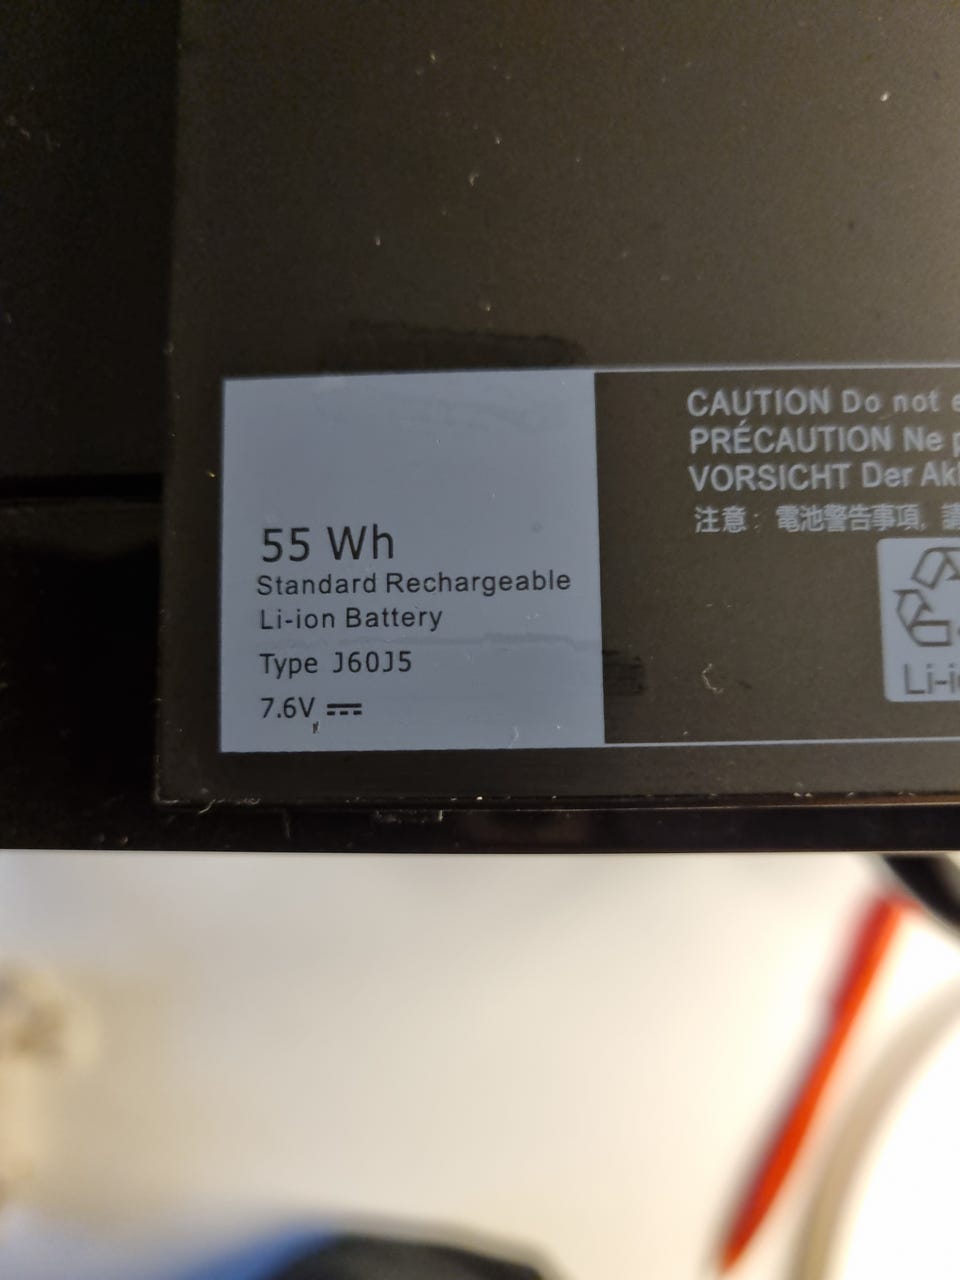 55 Wh
Standard Rechargeable
Li-ion Battery
Type J60J5
7.6V
CAUTION Do not
PRÉCAUTION Ne
VORSICHT Der
注意：電池警告事項，